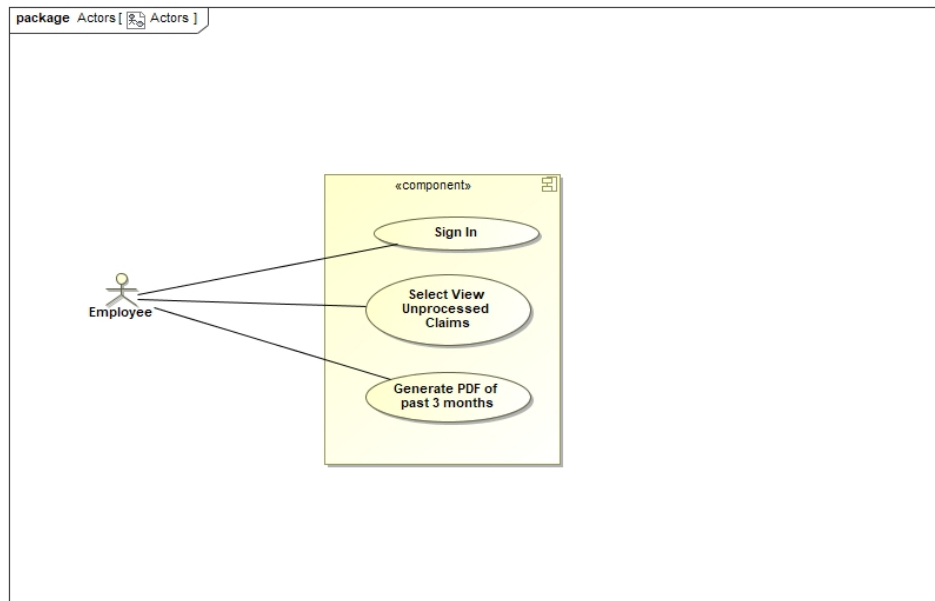 package Actors [ Actors ]
«component»
Sign In
Select View
Unprocessed
Claims
Employee
Generate PDF of
past 3 months